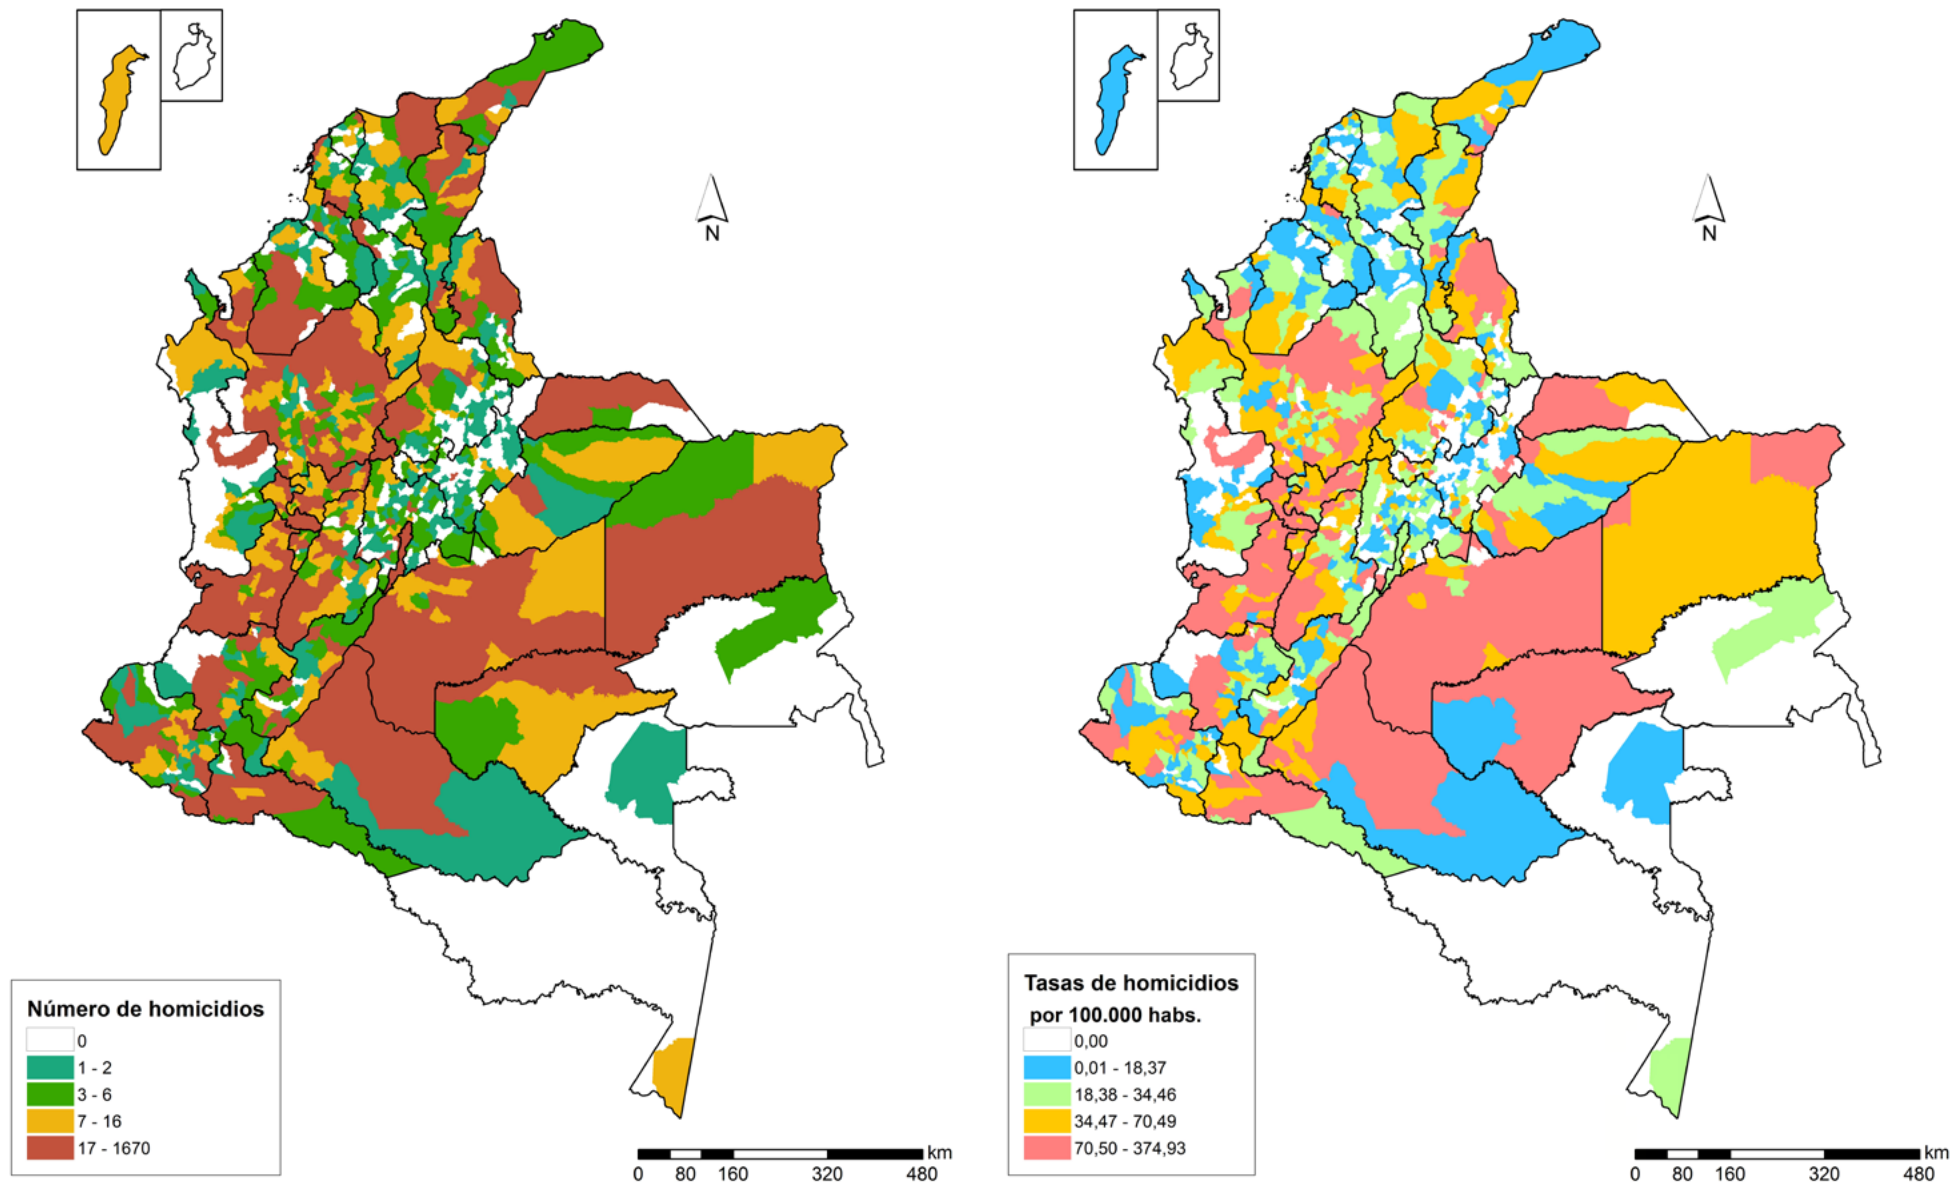 N
Número de homicidios
0
1 - 2
3 - 6
7 - 16
17 - 1670
km
0 80 160 320 480
N
Tasas de homicidios
por 100.000 habs.
0,00
0,01 - 18,37
18,38 - 34,46
34,47 - 70,49
70,50 - 374,93
km
0 80 160 320 480